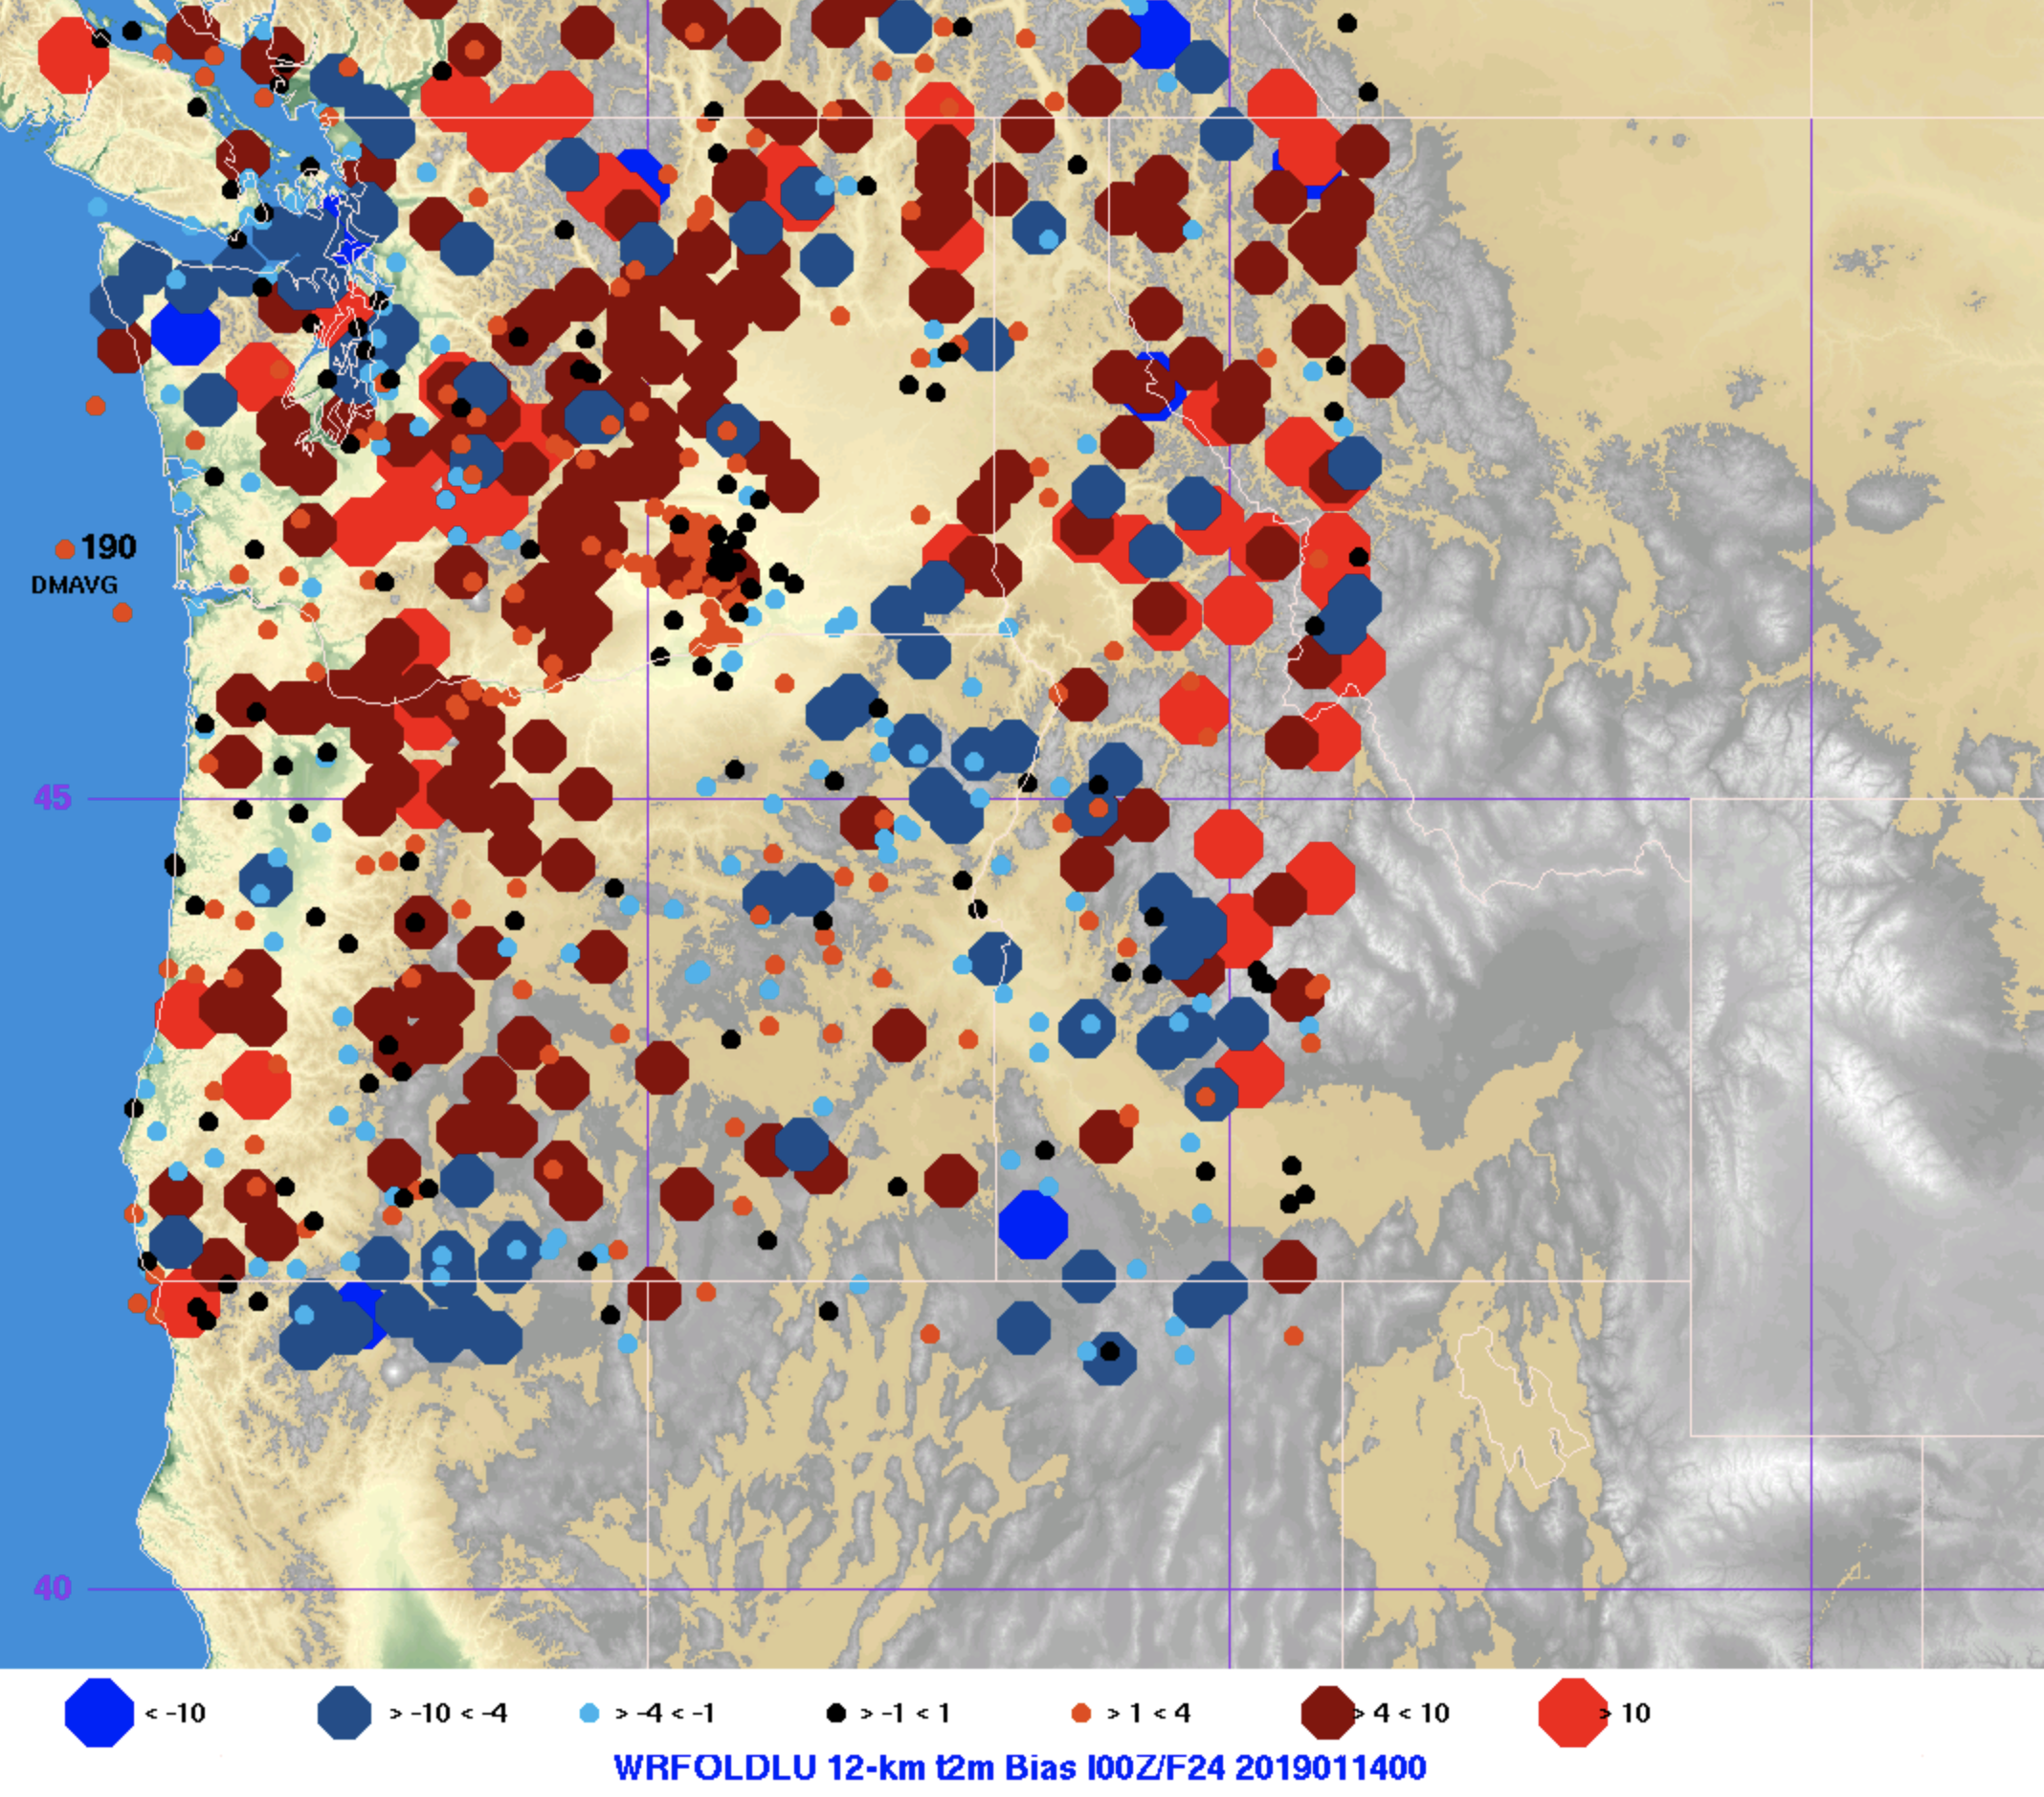 190
DMAVG
45
40
< -10 > -10 < -4 > -4 < -1 > -1 < 1 > 1 < 4 > 4 < 10 > 10
WRFOLDLU 12-km t2m Bias I00Z/F24 2019011400